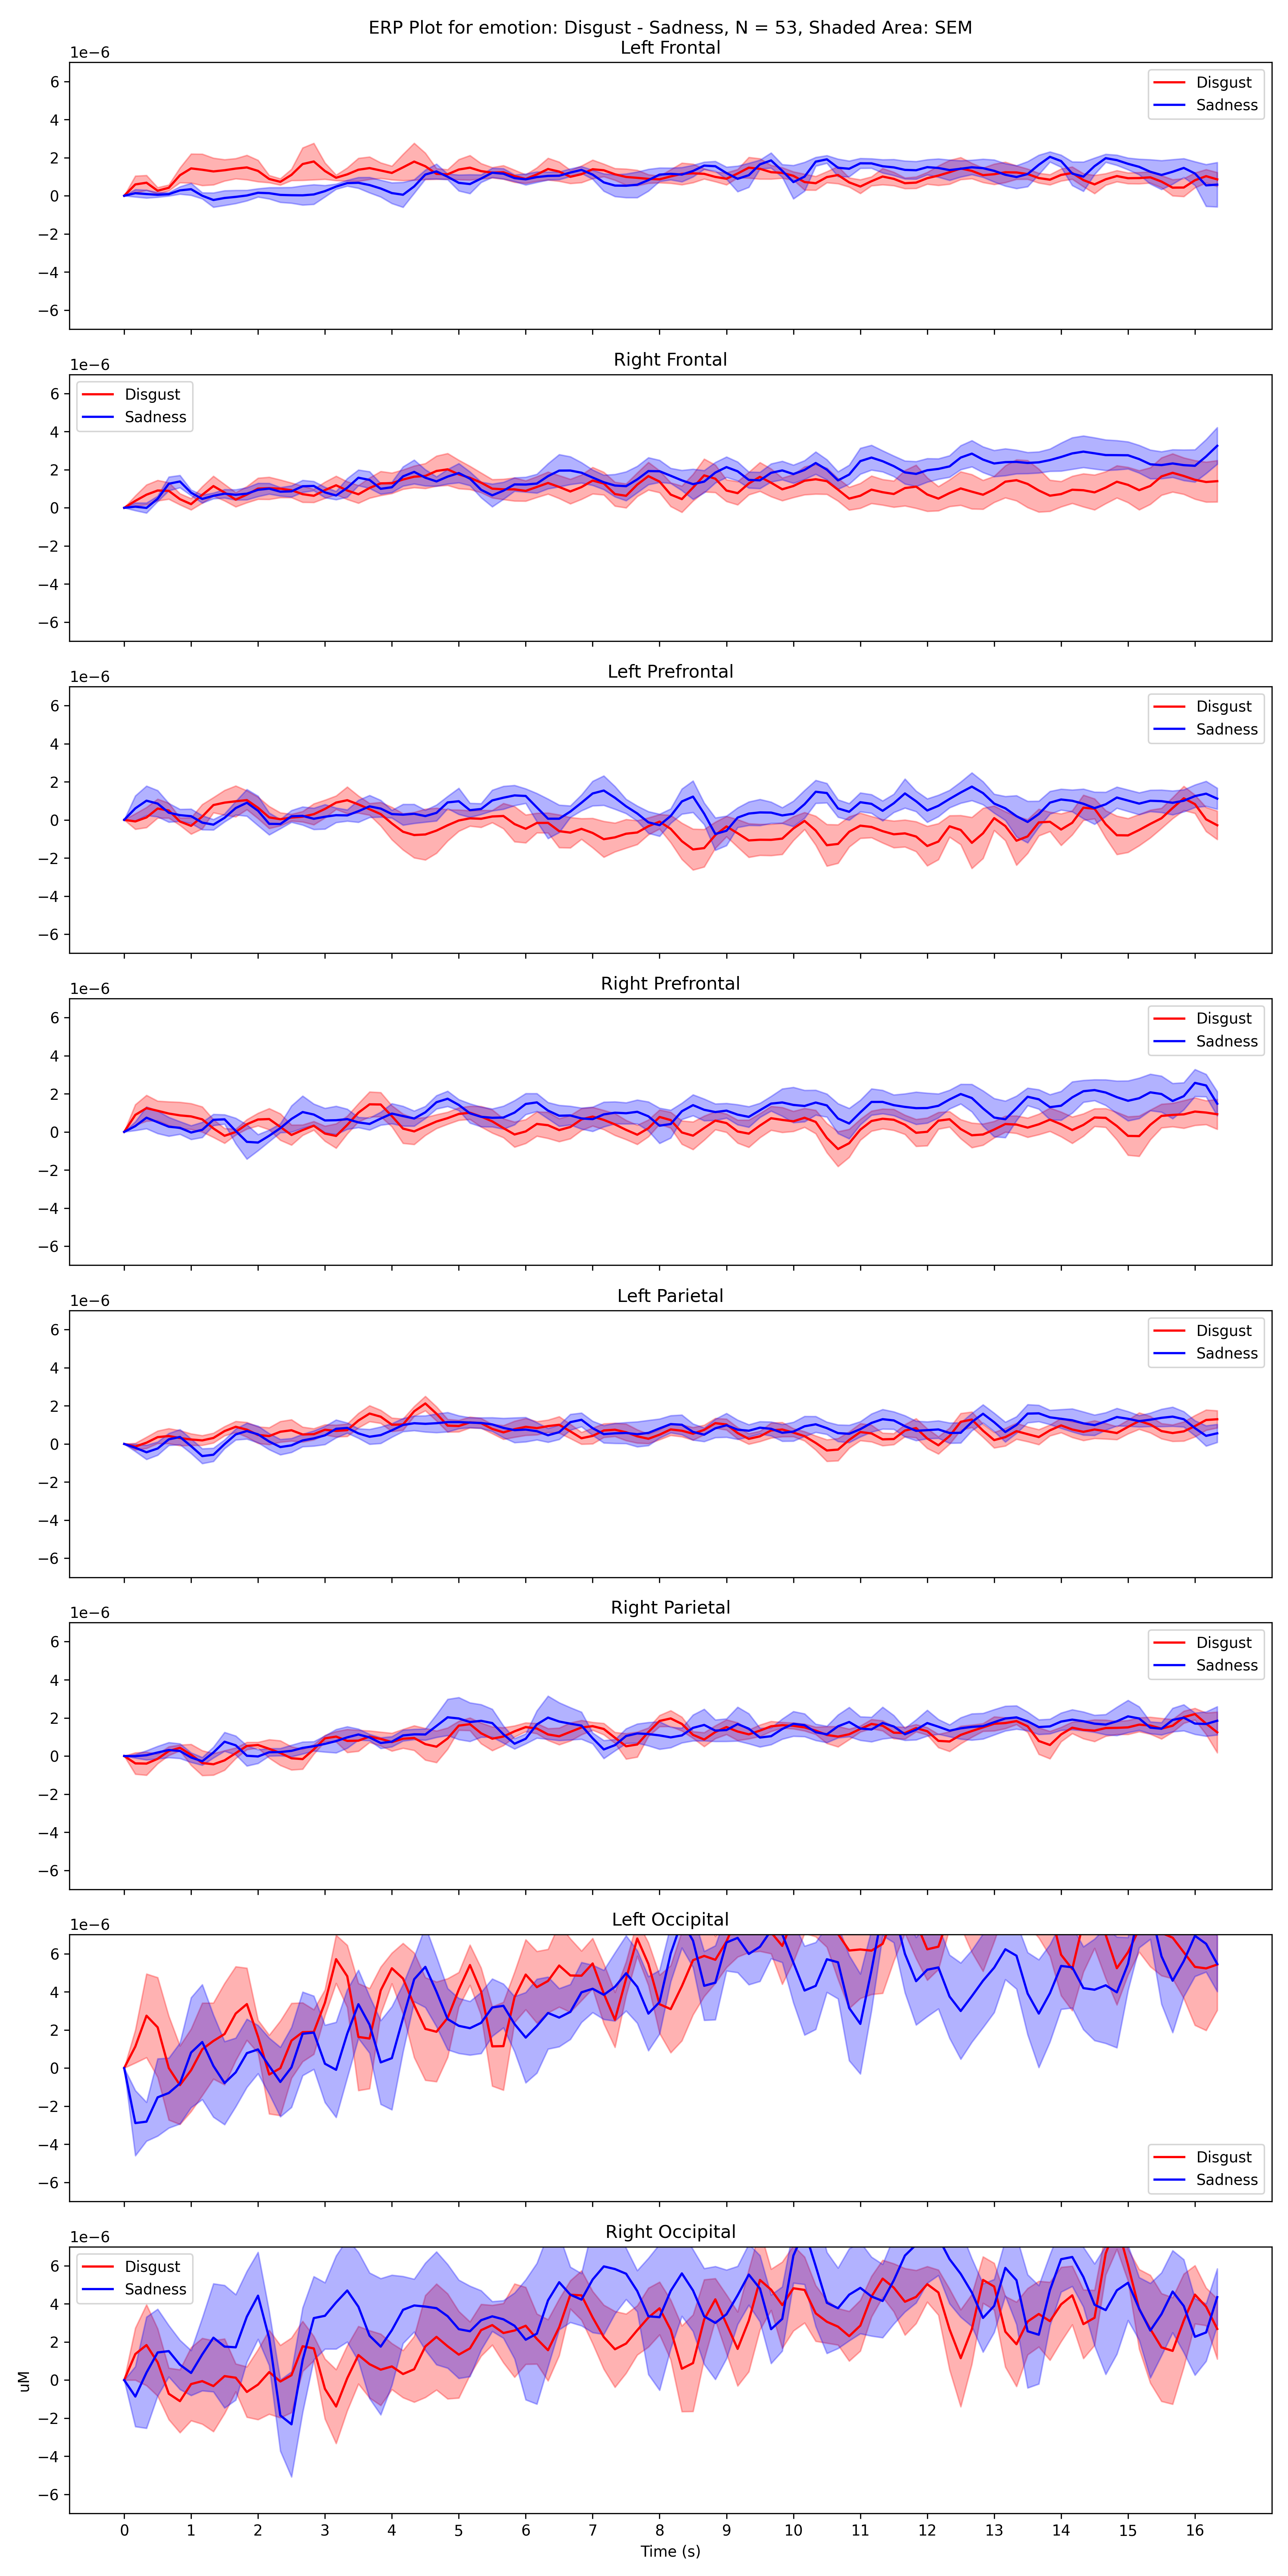 ERP Plot for emotion: Disgust - Sadness, N = 53, Shaded Area: SEM
Left Frontal
1e−6
6
4
2
0
−2
−4
−6
Disgust
Sadness
Right Frontal
1e−6
6
4
2
0
−2
−4
−6
Disgust
Sadness
Left Prefrontal
1e−6
6
4
2
0
−2
−4
−6
Disgust
Sadness
Right Prefrontal
1e−6
6
4
2
0
−2
−4
−6
Disgust
Sadness
Left Parietal
1e−6
6
4
2
0
−2
−4
−6
Disgust
Sadness
Right Parietal
1e−6
6
4
2
0
−2
−4
−6
Disgust
Sadness
Left Occipital
1e−6
6
4
2
0
−2
−4
−6
Disgust
Sadness
Right Occipital
1e−6
6
4
2
0
−2
−4
−6
Disgust
Sadness
uM
0 1 2 3 4 5 6 7 8 9 10 11 12 13 14 15 16
Time (s)